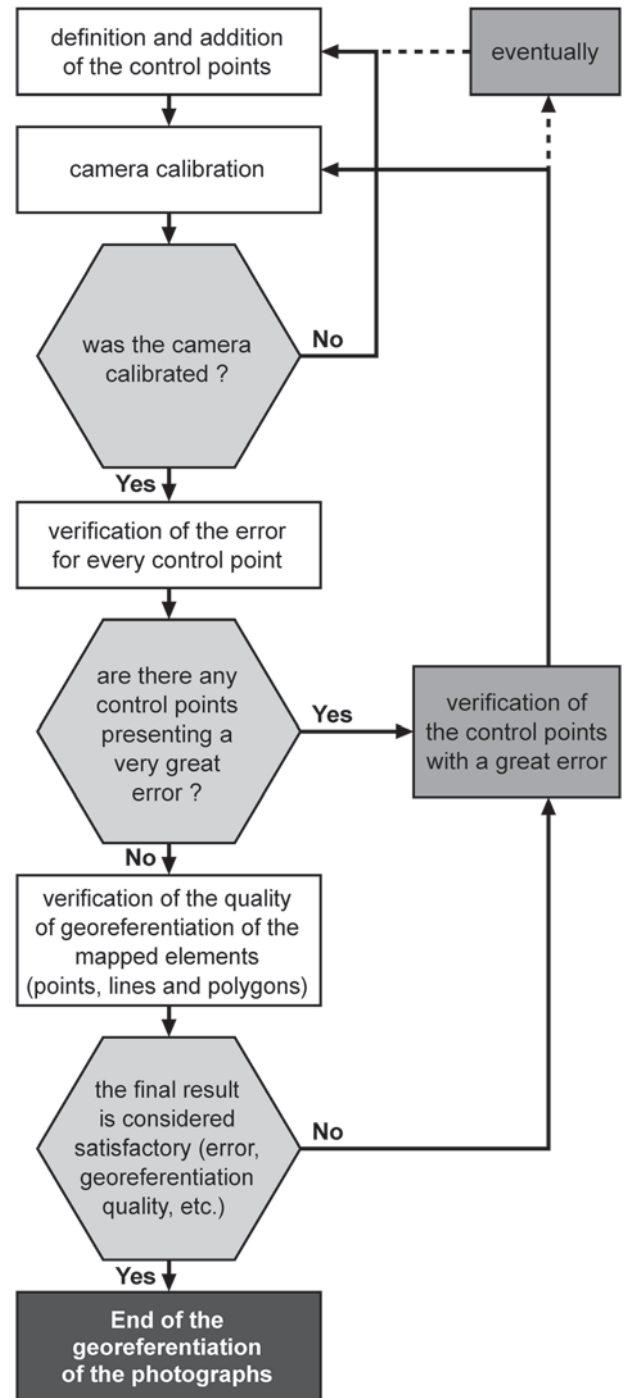 definition and addition
of the control points
eventually
camera calibration
was the camera
calibrated ?
No
Yes
verification of the error
for every control point
are there any
control points
presenting a
very great
error ?
Yes
verification of
the control points
with a great error
No
verification of the quality
of georeferentiation of the
mapped elements
(points, lines and polygons)
the final result
is considered
satisfactory (error,
georeferentiation
quality, etc.)
No
Yes
End of the
georeferentiation
of the photographs